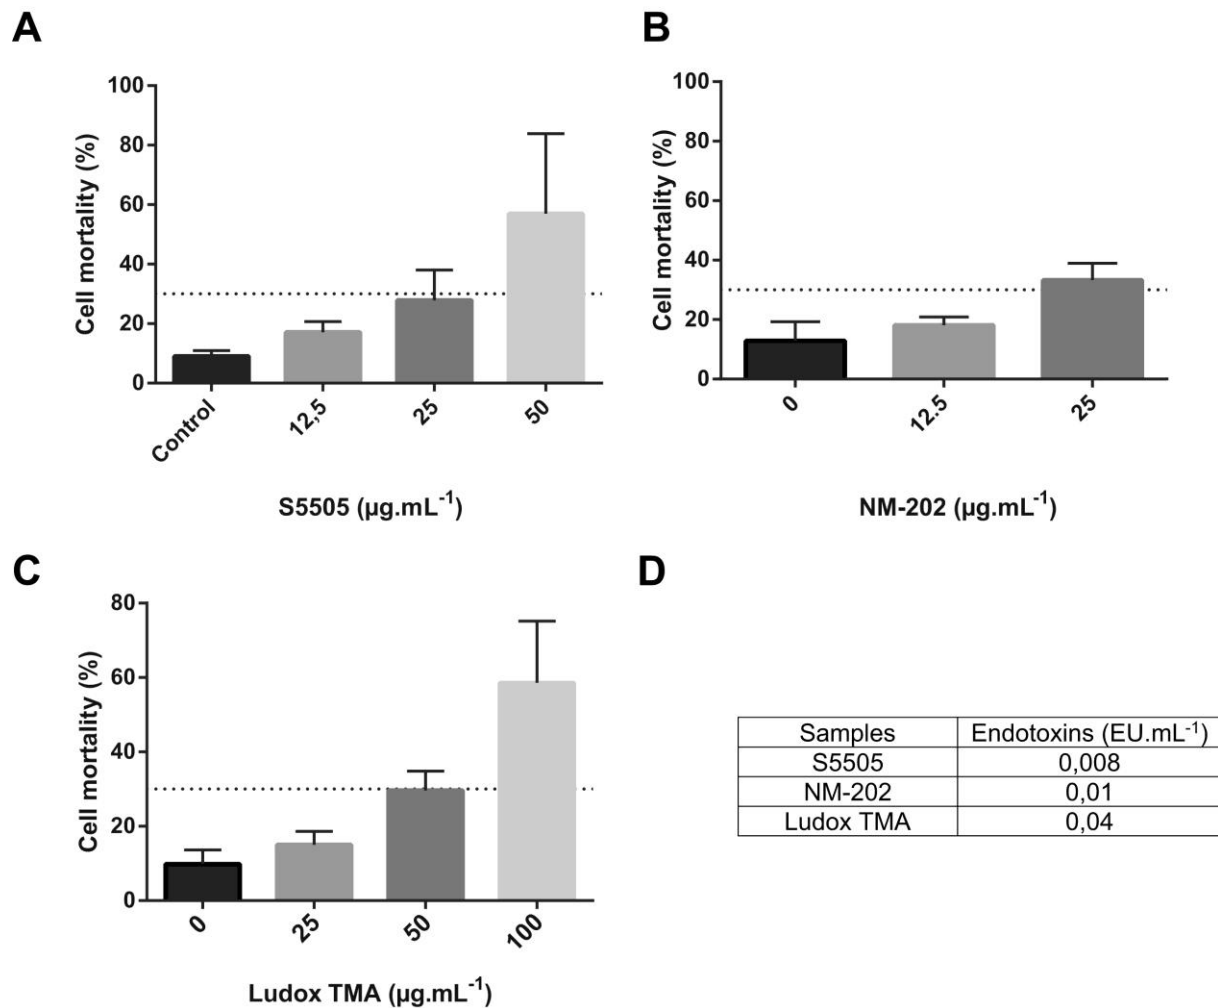 A
Cell mortality (%)
100
80
60
40
20
0
Control
12,5
25
50
S5505 (µg.mL⁻¹)
B
Cell mortality (%)
100
80
60
40
20
0
0
12.5
25
NM-202 (µg.mL⁻¹)
C
Cell mortality (%)
80
60
40
20
0
0
25
50
100
Ludox TMA (µg.mL⁻¹)
D
Samples Endotoxins (EU.mL⁻¹)
S5505 0,008
NM-202 0,01
Ludox TMA 0,04